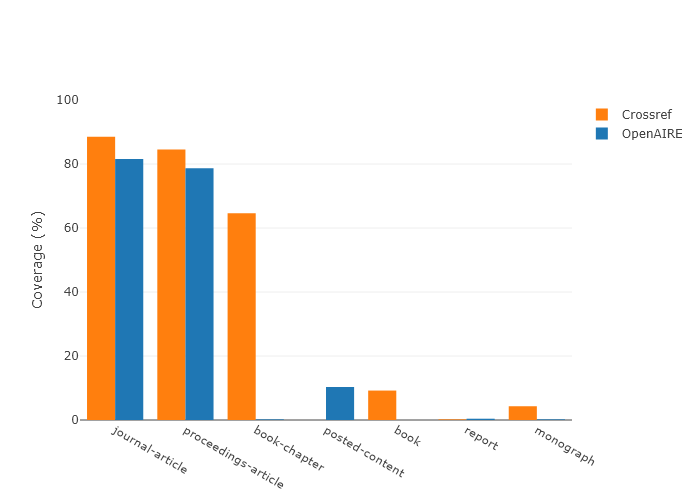 100
80
60
40
20
0
Coverage (%)
journal-article
proceedings-article
book-chapter
posted-content
book
report
monograph
Crossref
OpenAIRE